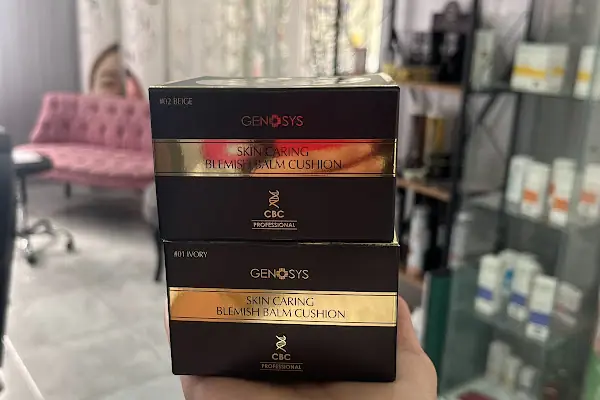 #02 BEIGE
GENOSYS
SKIN CARING
BLEMISH BALM CUSHION
CBC
PROFESSIONAL
#01 IVORY
GENOSYS
SKIN CARING
BLEMISH BALM CUSHION
CBC
PROFESSIONAL